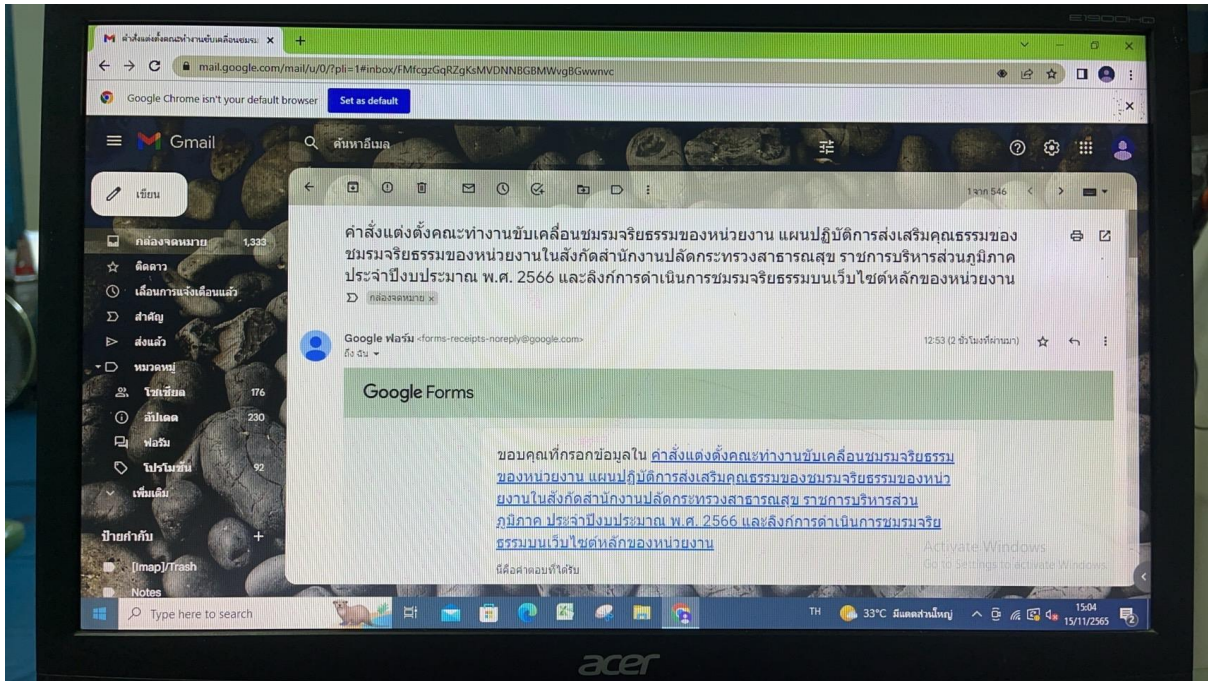 E1900HQ
คำสั่งแต่งตั้งคณะทำงานขับเคลื่อนชมรม
mail.google.com/mail/u/0/?pli=1#inbox/FMfcgzGqRZgKsMVDNNBGBMWvgBGwwnvc
Google Chrome isn't your default browser Set as default
Gmail
ค้นหาอีเมล
เขียน
1 จาก 546
กล่องจดหมาย 1,333
ติดดาว
เลื่อนการแจ้งเตือนแล้ว
สำคัญ
ส่งแล้ว
หมวดหมู่
โซเชียล 176
อัปเดต 230
ฟอรัม
โปรโมชัน 92
เพิ่มเติม
ป้ายกำกับ
[Imap]/Trash
Notes
คำสั่งแต่งตั้งคณะทำงานขับเคลื่อนชมรมจริยธรรมของหน่วยงาน แผนปฏิบัติการส่งเสริมคุณธรรมของ
ชมรมจริยธรรมของหน่วยงานในสังกัดสำนักงานปลัดกระทรวงสาธารณสุข ราชการบริหารส่วนภูมิภาค
ประจำปีงบประมาณ พ.ศ. 2566 และลิงก์การดำเนินการชมรมจริยธรรมบนเว็บไซต์หลักของหน่วยงาน
กล่องจดหมาย ×
Google ฟอร์ม <forms-receipts-noreply@google.com> 12:53 (2 ชั่วโมงที่ผ่านมา)
ถึง ฉัน
Google Forms
ขอบคุณที่กรอกข้อมูลใน คำสั่งแต่งตั้งคณะทำงานขับเคลื่อนชมรมจริยธรรม
ของหน่วยงาน แผนปฏิบัติการส่งเสริมคุณธรรมของชมรมจริยธรรมของหน่ว
ยงานในสังกัดสำนักงานปลัดกระทรวงสาธารณสุข ราชการบริหารส่วน
ภูมิภาค ประจำปีงบประมาณ พ.ศ. 2566 และลิงก์การดำเนินการชมรมจริย
ธรรมบนเว็บไซต์หลักของหน่วยงาน
นี่คือคำตอบที่ได้รับ
Activate Windows
Go to Settings to activate Windows.
Type here to search
TH 33°C มีแดดส่วนใหญ่
15:04
15/11/2565
2
acer